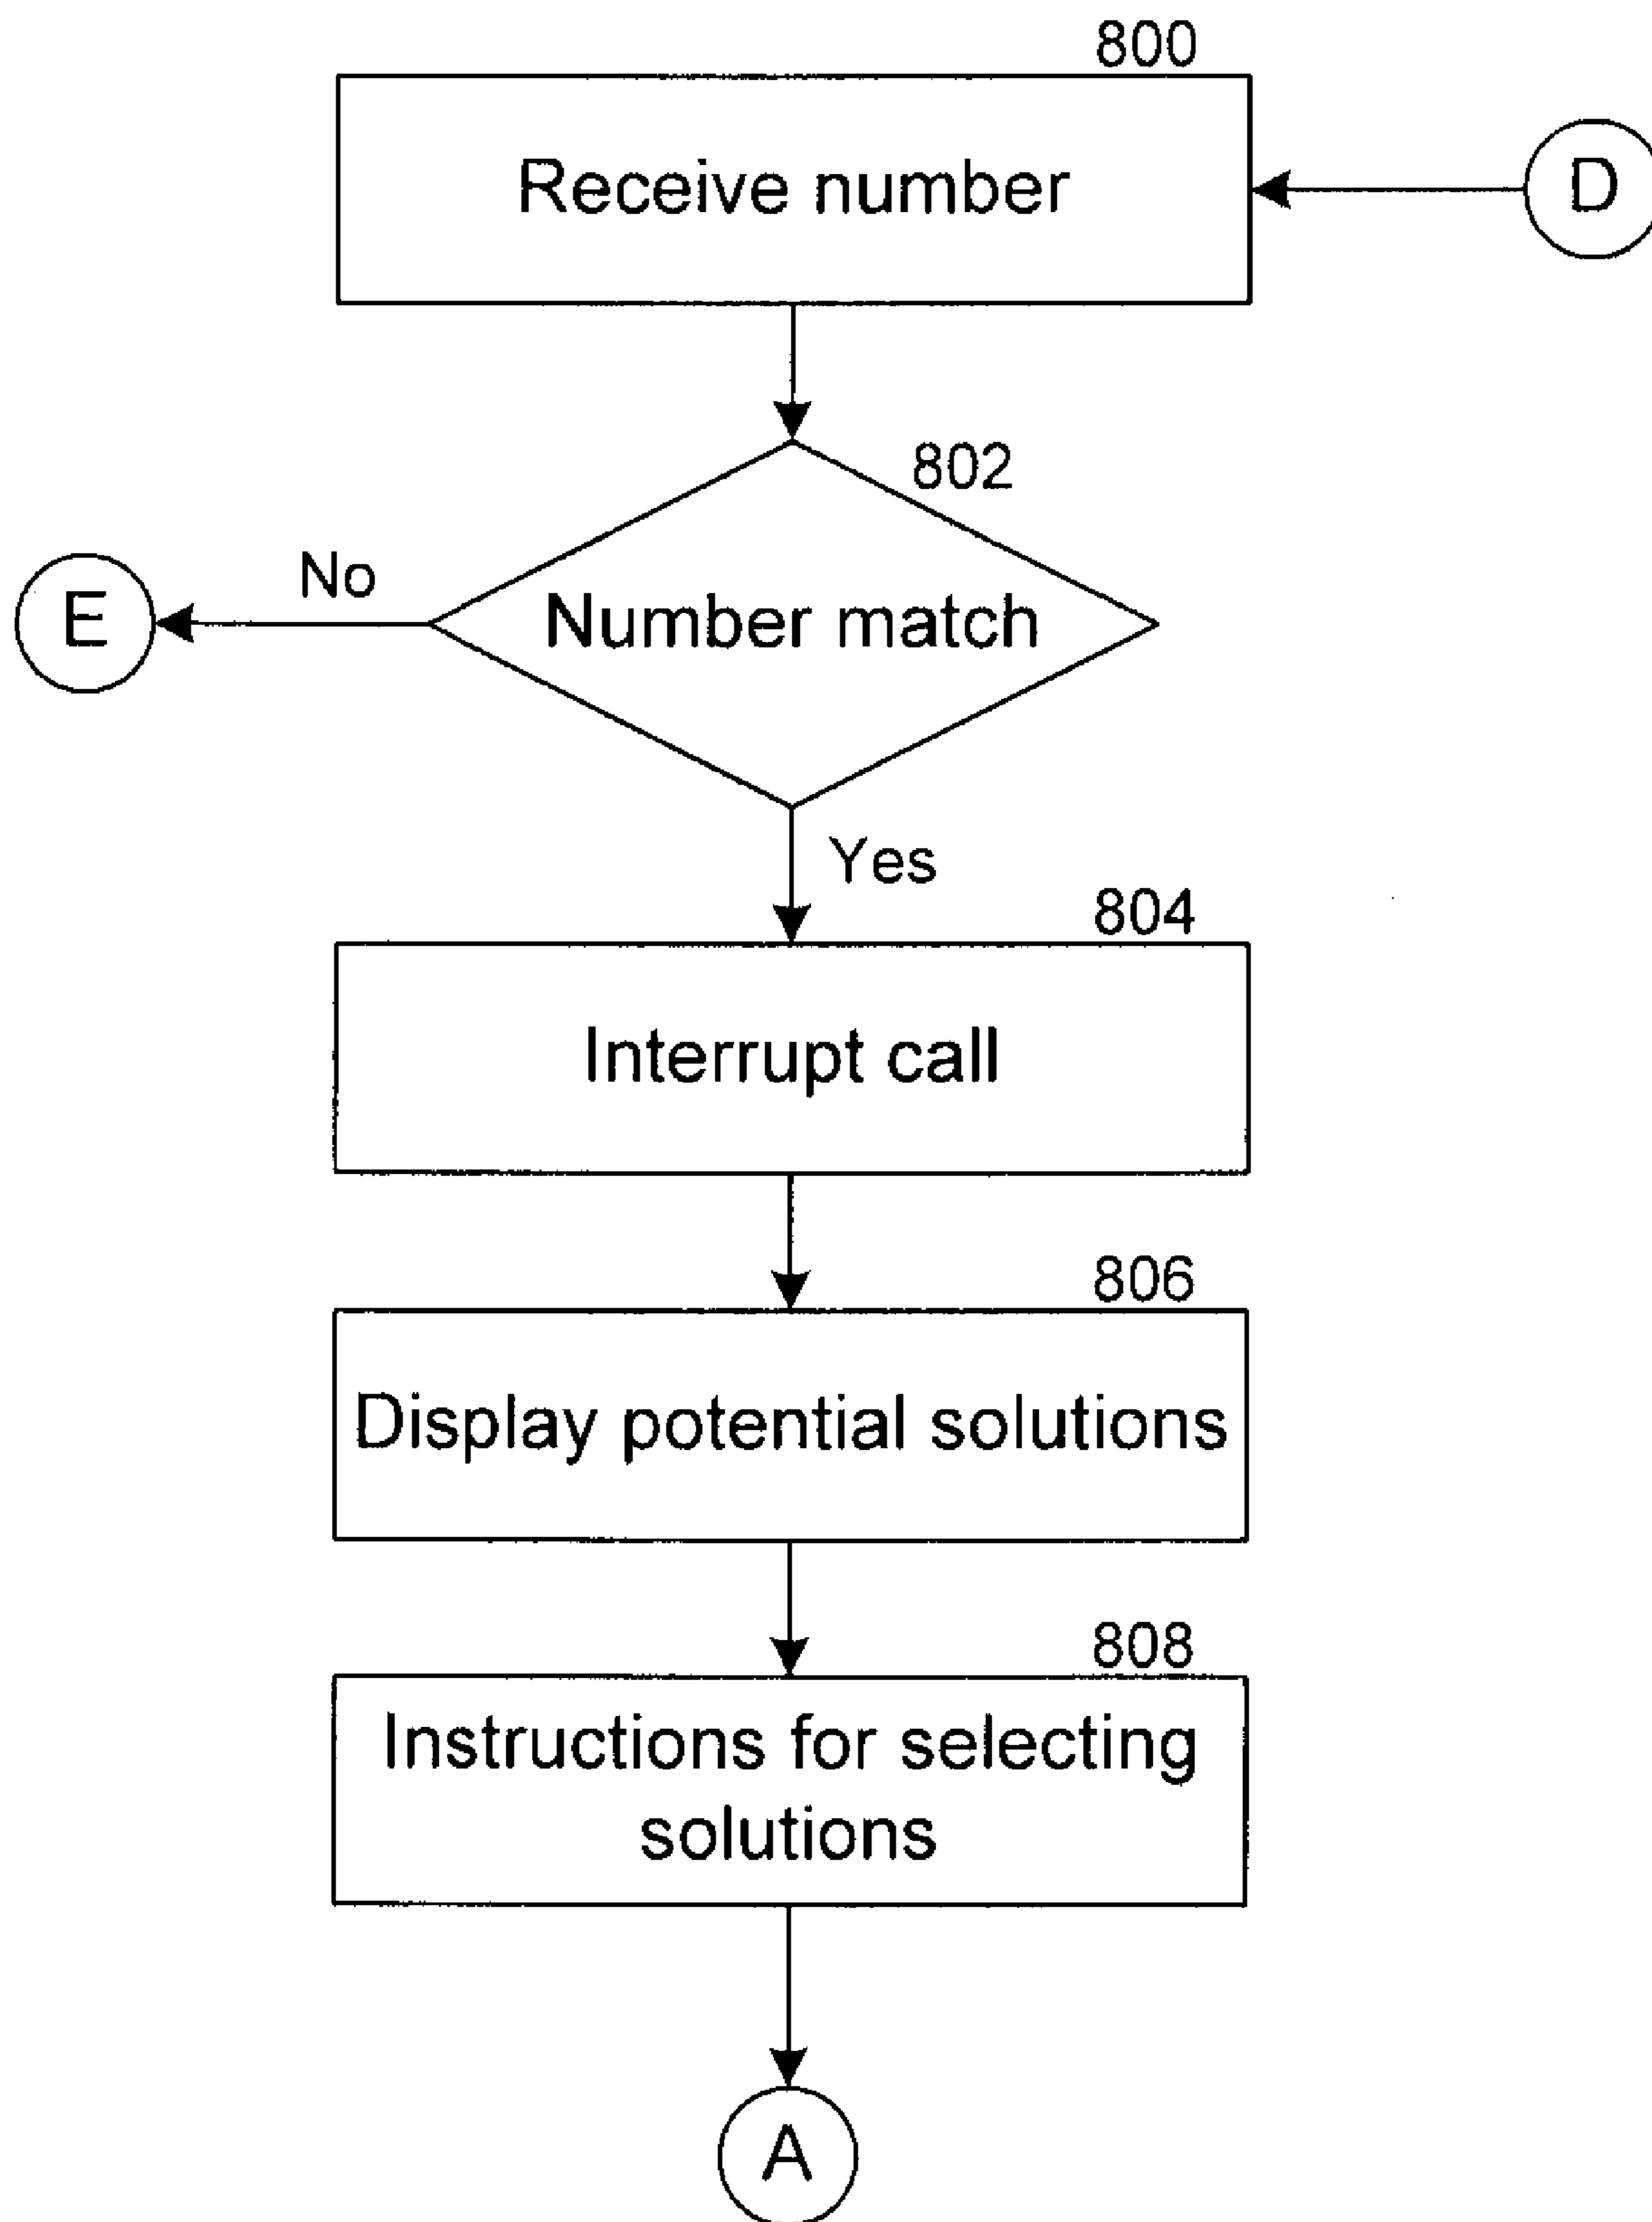 800
Receive number
D
802
No
E
Number match
Yes
804
Interrupt call
806
Display potential solutions
808
Instructions for selecting
solutions
A